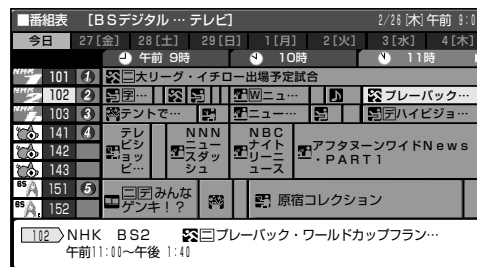 ■番組表 [BSデジタル … テレビ] 2/26[木]午前 9:0
今日 27[金] 28[土] 29[日] 1[月] 2[火] 3[水] 4[木]
午前 9時 10時 11時
101 1 二大リーグ・イチロー出場予定試合
102 2 字… Wニュ… プレーバック…
103 3 テントで… ニュー… デハイビジョ…
141 4 テレビショッピ… NNNニュースダッシュ NBCナイトリーニュース アフタヌーンワイドNews・PART1
142
143
151 5 二デみんなゲンキ!? 原宿コレクション
152
102 NHK BS2 二プレーバック・ワールドカップフラン…
午前11:00~午後 1:40